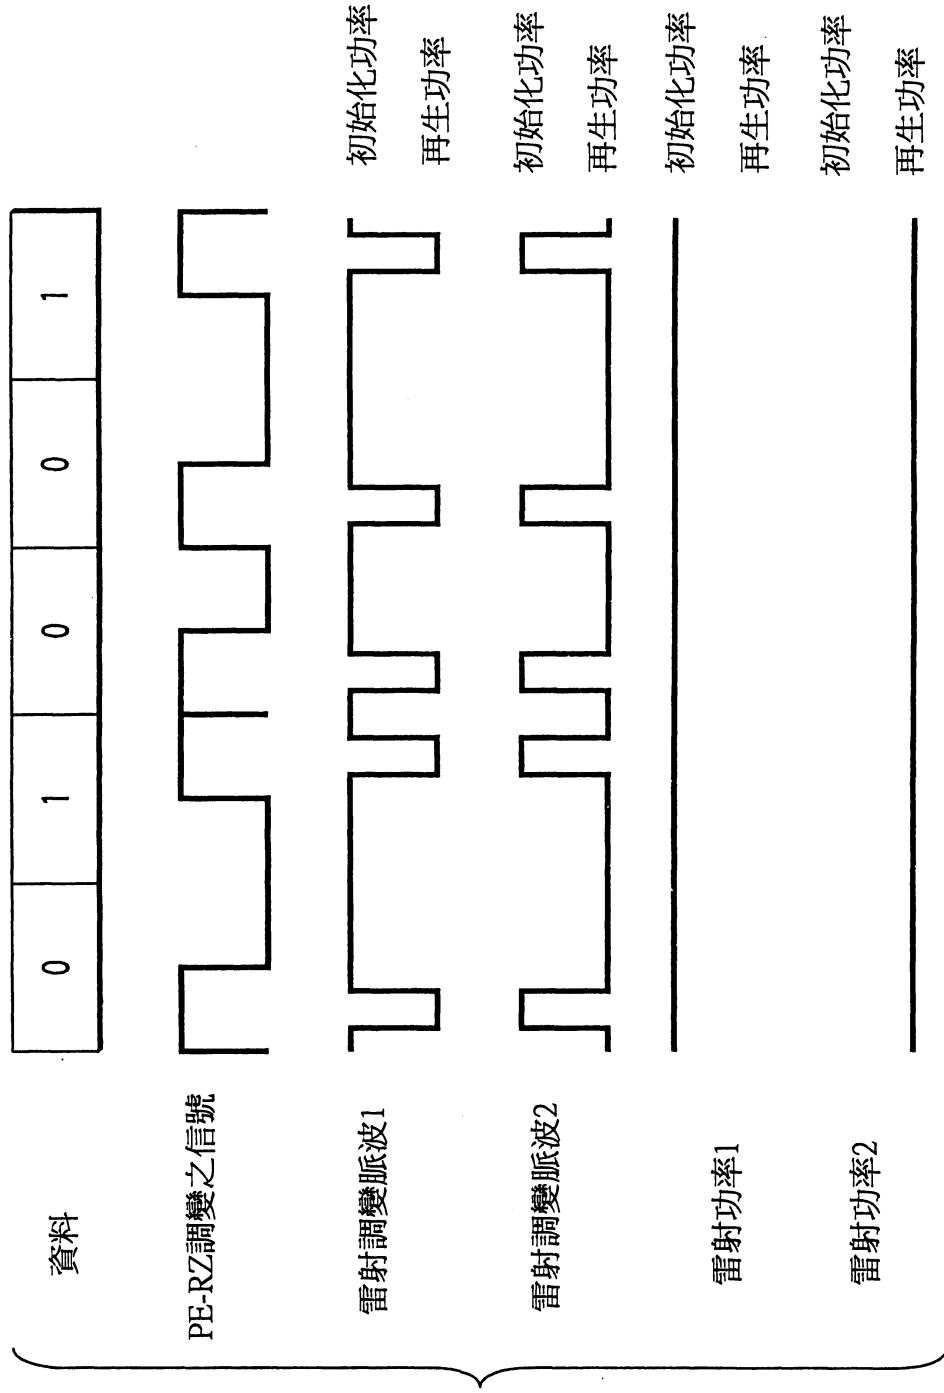 資料
0 1 0 0 1
PE-RZ調變之信號
雷射調變脈波1
初始化功率
再生功率
雷射調變脈波2
初始化功率
再生功率
雷射功率1
初始化功率
再生功率
雷射功率2
初始化功率
再生功率